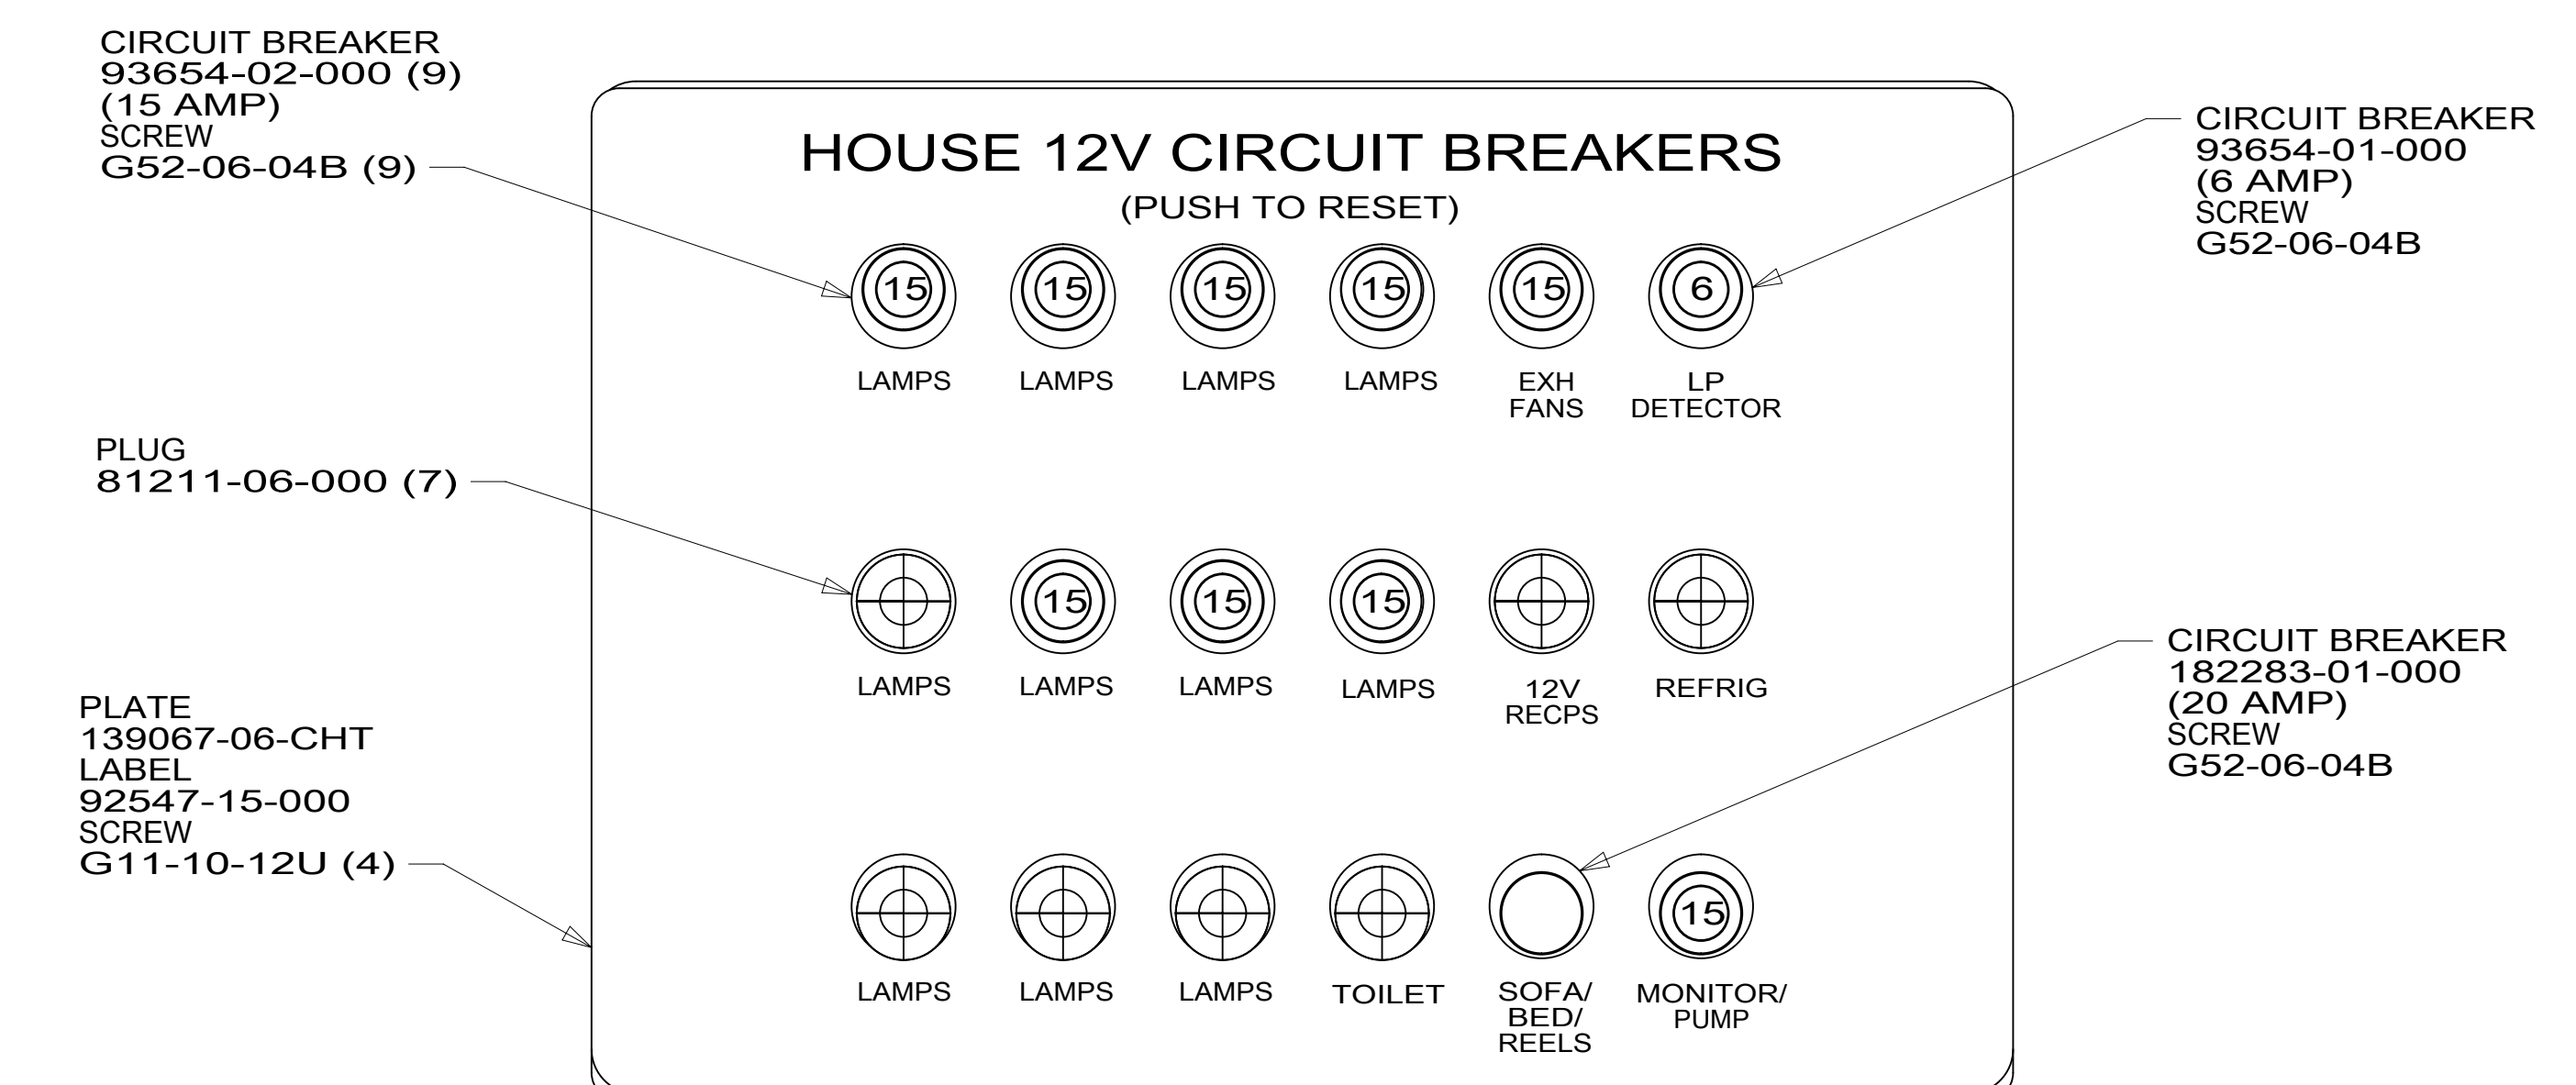 CIRCUIT BREAKER
93654-02-000 (9)
(15 AMP)
SCREW
G52-06-04B (9)
HOUSE 12V CIRCUIT BREAKERS
(PUSH TO RESET)
CIRCUIT BREAKER
93654-01-000
(6 AMP)
SCREW
G52-06-04B
15 15 15 15 15 6
LAMPS LAMPS LAMPS LAMPS EXH LP
FANS DETECTOR
PLUG
81211-06-000 (7)
15 15 15
LAMPS LAMPS LAMPS LAMPS 12V REFRIG
RECPS
PLATE
139067-06-CHT
LABEL
92547-15-000
SCREW
G11-10-12U (4)
CIRCUIT BREAKER
182283-01-000
(20 AMP)
SCREW
G52-06-04B
15
LAMPS LAMPS LAMPS TOILET SOFA/ MONITOR/
BED/ PUMP
REELS